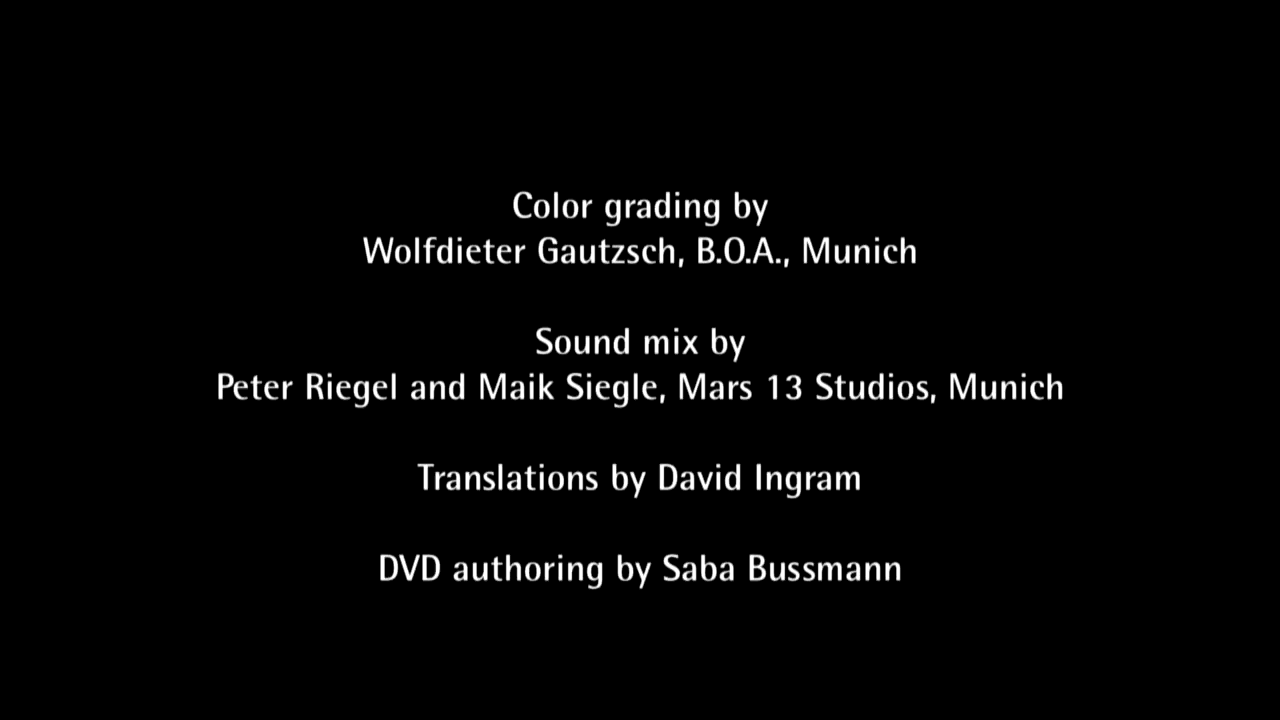 Color grading by
Wolfdieter Gautzsch, B.O.A., Munich
Sound mix by
Peter Riegel and Maik Siegle, Mars 13 Studios, Munich
Translations by David Ingram
DVD authoring by Saba Bussmann